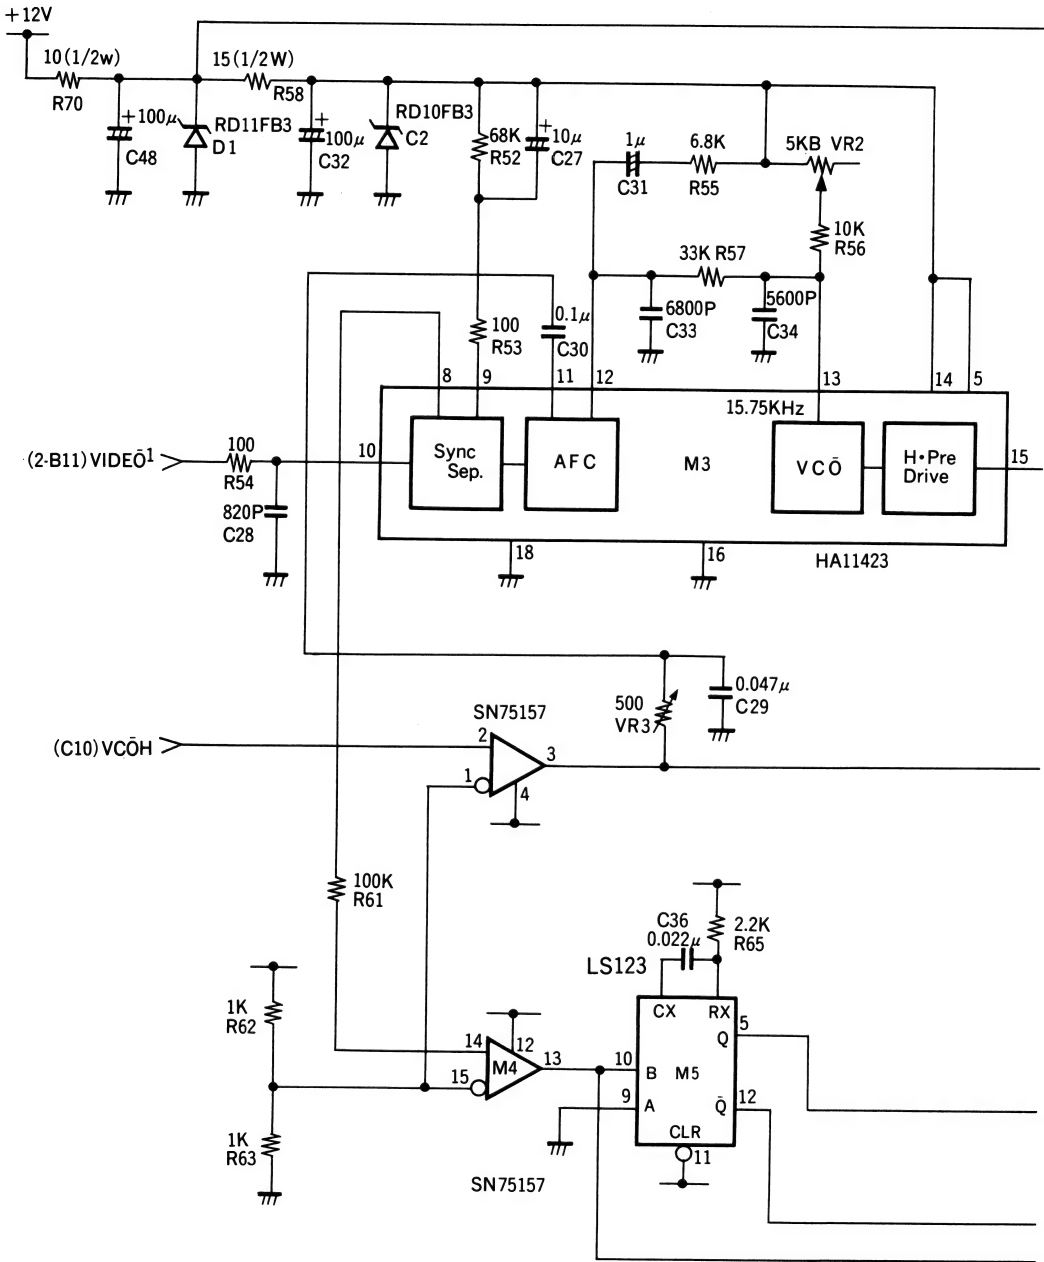 +12V
10(1/2w)
R70
15(1/2W)
R58
+100μ
C48
RD11FB3
D1
+
100μ
C32
RD10FB3
C2
68K
R52
+
10μ
C27
1μ
C31
6.8K
R55
5KB VR2
10K
R56
33K R57
6800P
C33
5600P
C34
100
R53
0.1μ
C30
8
9
11
12
13
14
5
15.75KHz
(2-B11) VIDEŌ1
100
R54
820P
C28
10
Sync
Sep.
AFC
M3
VCŌ
H•Pre
Drive
15
18
16
HA11423
500
VR3
0.047μ
C29
SN75157
(C10) VCŌH
2
1
3
4
100K
R61
C36
0.022μ
2.2K
R65
LS123
1K
R62
CX
RX
5
Q
14
12
13
15
M4
10
B
M5
9
A
Q̄
12
CLR
11
1K
R63
SN75157